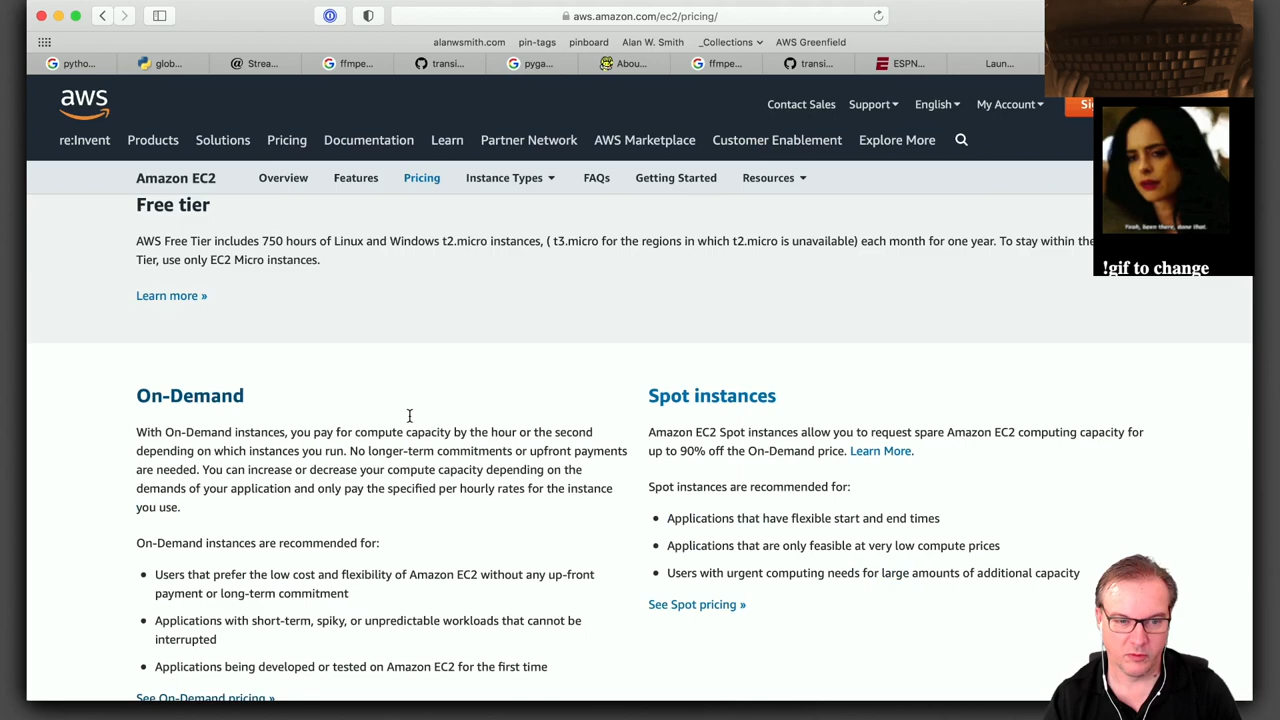 aws.amazon.com/ec2/pricing/
alanwsmith.com pin-tags pinboard Alan W. Smith _Collections AWS Greenfield
pytho... glob... Strea... ffmpe... transi... pyga... Abou... ffmpe... transi... ESPN... Laun...
aws
Contact Sales Support English My Account
re:Invent Products Solutions Pricing Documentation Learn Partner Network AWS Marketplace Customer Enablement Explore More
Amazon EC2 Overview Features Pricing Instance Types FAQs Getting Started Resources
Free tier
AWS Free Tier includes 750 hours of Linux and Windows t2.micro instances, ( t3.micro for the regions in which t2.micro is unavailable) each month for one year. To stay within the
Tier, use only EC2 Micro instances.
Learn more »
Yeah, been there, done that.
!gif to change
On-Demand
With On-Demand instances, you pay for compute capacity by the hour or the second
depending on which instances you run. No longer-term commitments or upfront payments
are needed. You can increase or decrease your compute capacity depending on the
demands of your application and only pay the specified per hourly rates for the instance
you use.
On-Demand instances are recommended for:
Users that prefer the low cost and flexibility of Amazon EC2 without any up-front
payment or long-term commitment
Applications with short-term, spiky, or unpredictable workloads that cannot be
interrupted
Applications being developed or tested on Amazon EC2 for the first time
See On-Demand pricing »
Spot instances
Amazon EC2 Spot instances allow you to request spare Amazon EC2 computing capacity for
up to 90% off the On-Demand price. Learn More.
Spot instances are recommended for:
Applications that have flexible start and end times
Applications that are only feasible at very low compute prices
Users with urgent computing needs for large amounts of additional capacity
See Spot pricing »